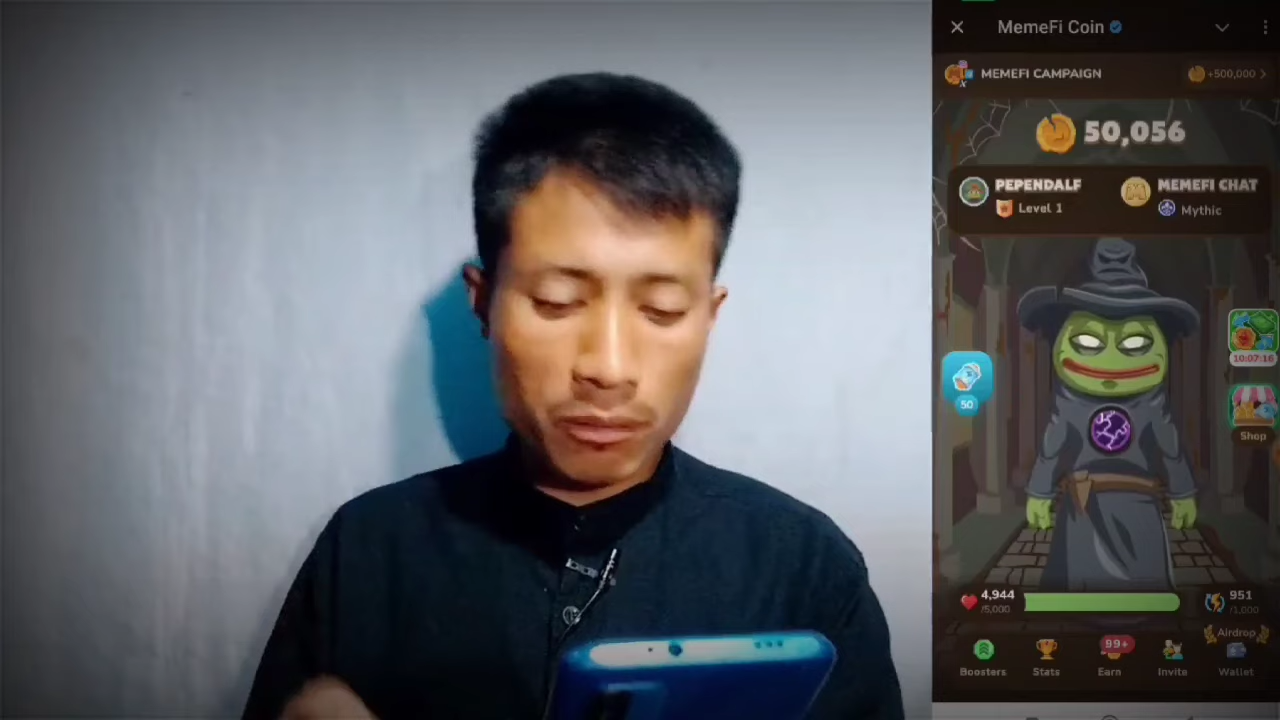 MemeFi Coin
MEMEFI CAMPAIGN
+500,000
50,056
PEPENDALF
Level 1
MEMEFI CHAT
Mythic
10:07:16
50
Shop
4,944
/5,000
951
/1,000
Airdrop
99+
Boosters
Stats
Earn
Invite
Wallet